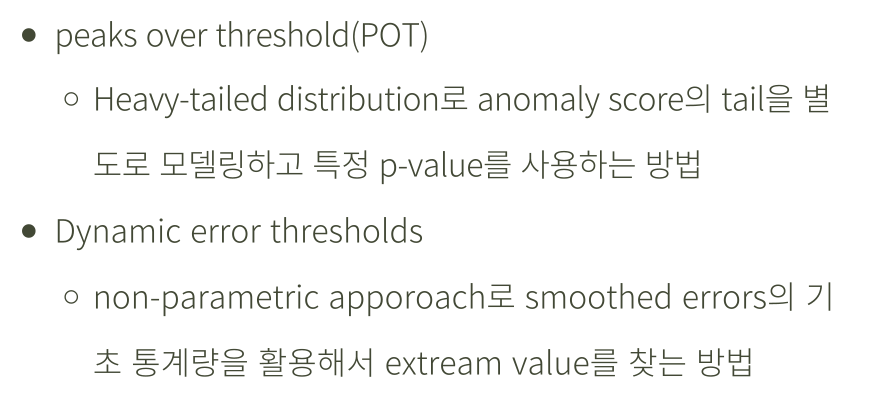 • peaks over threshold(POT)
○ Heavy-tailed distribution로 anomaly score의 tail을 별
도로 모델링하고 특정 p-value를 사용하는 방법
• Dynamic error thresholds
○ non-parametric apporoach로 smoothed errors의 기
초 통계량을 활용해서 extream value를 찾는 방법